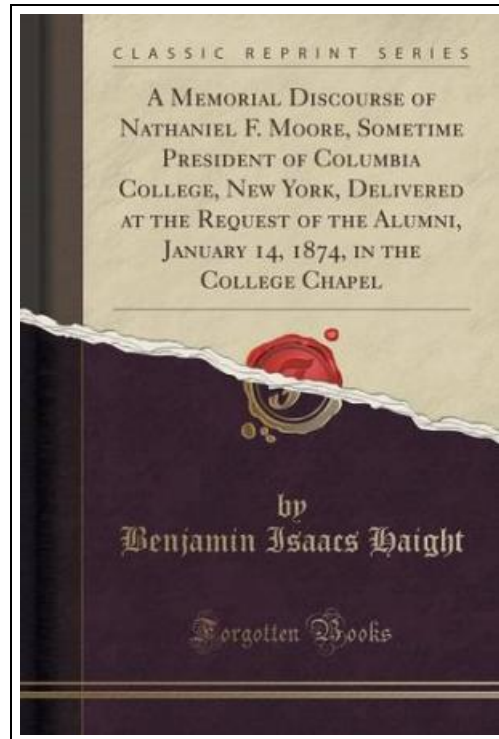 CLASSIC REPRINT SERIES
A MEMORIAL DISCOURSE OF
NATHANIEL F. MOORE, SOMETIME
PRESIDENT OF COLUMBIA
COLLEGE, NEW YORK, DELIVERED
AT THE REQUEST OF THE ALUMNI,
JANUARY 14, 1874, IN THE
COLLEGE CHAPEL
by
Benjamin Isaacs Haight
Forgotten Books